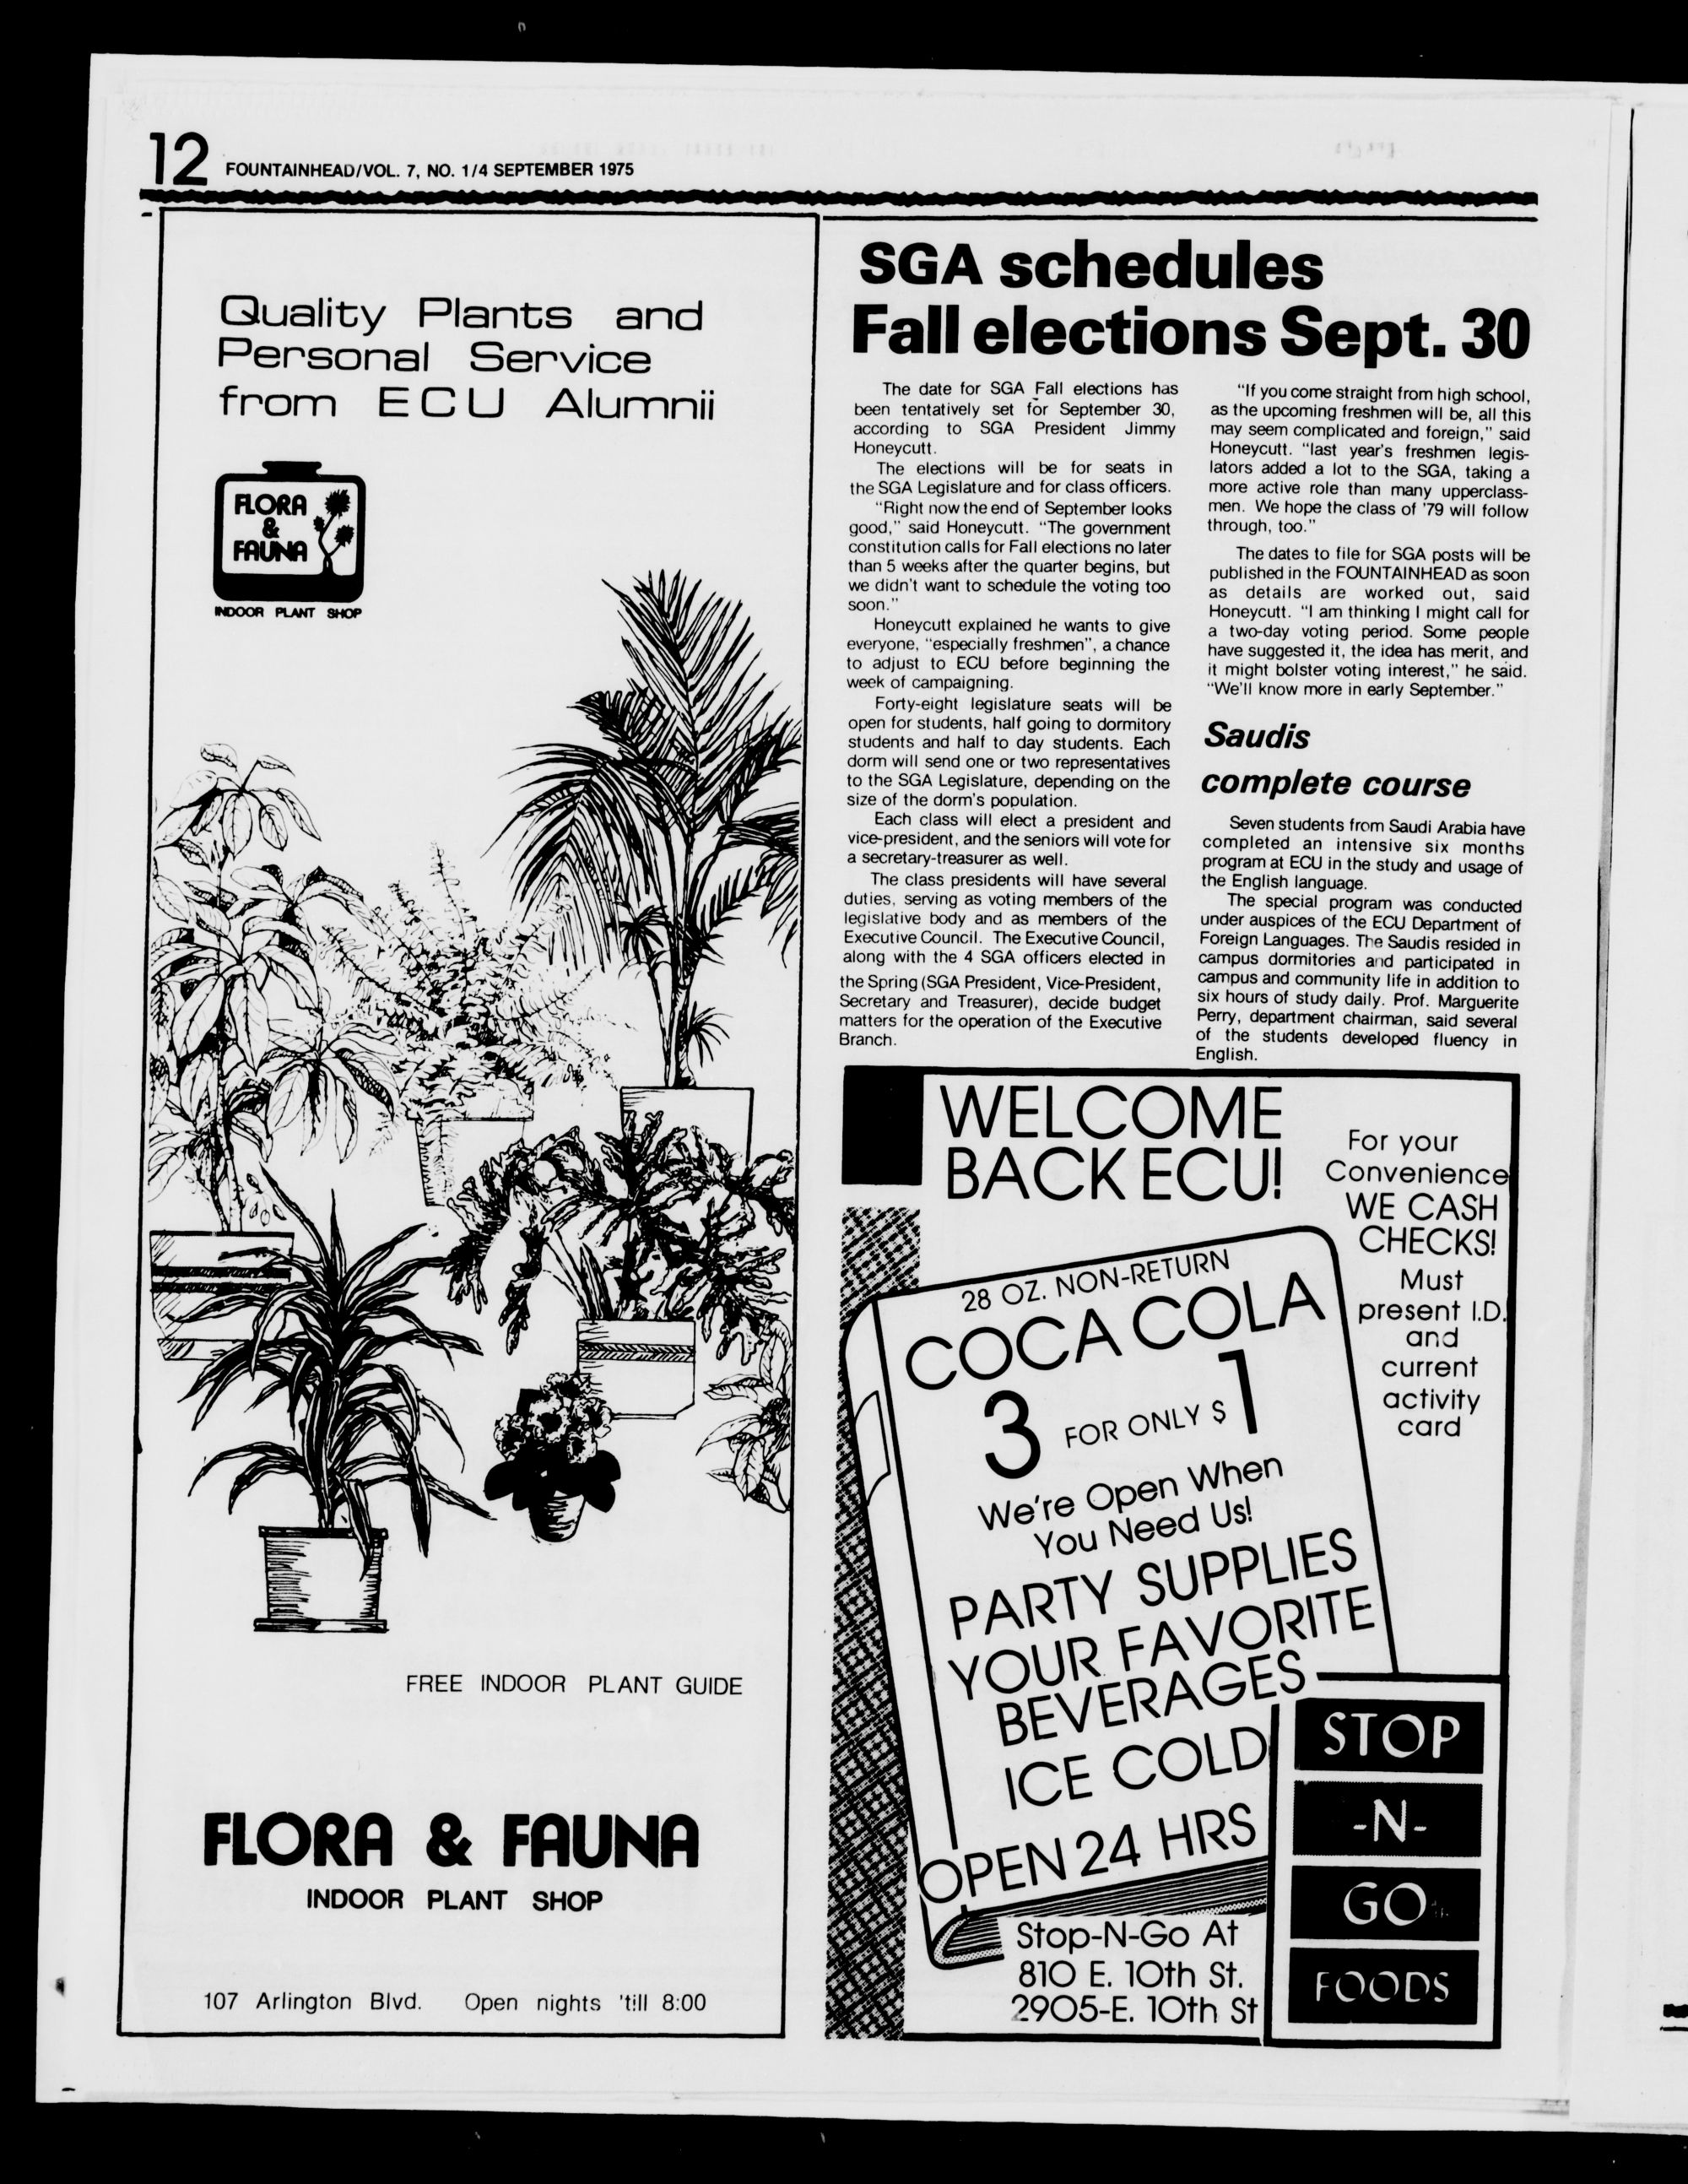 12 FOUNTAINHEAD/VOL. 7, NO. 1/4 SEPTEMBER 1975
Quality Plants and
Personal Service
from ECU Alumnii
FLORA
&
FAUNA
INDOOR PLANT SHOP
FREE INDOOR PLANT GUIDE
FLORA & FAUNA
INDOOR PLANT SHOP
107 Arlington Blvd. Open nights 'till 8:00
SGA schedules
Fall elections Sept. 30
The date for SGA Fall elections has
been tentatively set for September 30,
according to SGA President Jimmy
Honeycutt.
The elections will be for seats in
the SGA Legislature and for class officers.
"Right now the end of September looks
good," said Honeycutt. "The government
constitution calls for Fall elections no later
than 5 weeks after the quarter begins, but
we didn't want to schedule the voting too
soon."
Honeycutt explained he wants to give
everyone, "especially freshmen", a chance
to adjust to ECU before beginning the
week of campaigning.
Forty-eight legislature seats will be
open for students, half going to dormitory
students and half to day students. Each
dorm will send one or two representatives
to the SGA Legislature, depending on the
size of the dorm's population.
Each class will elect a president and
vice-president, and the seniors will vote for
a secretary-treasurer as well.
The class presidents will have several
duties, serving as voting members of the
legislative body and as members of the
Executive Council. The Executive Council,
along with the 4 SGA officers elected in
the Spring (SGA President, Vice-President,
Secretary and Treasurer), decide budget
matters for the operation of the Executive
Branch.
"If you come straight from high school,
as the upcoming freshmen will be, all this
may seem complicated and foreign," said
Honeycutt. "last year's freshmen legis-
lators added a lot to the SGA, taking a
more active role than many upperclass-
men. We hope the class of '79 will follow
through, too."
The dates to file for SGA posts will be
published in the FOUNTAINHEAD as soon
as details are worked out, said
Honeycutt. "I am thinking I might call for
a two-day voting period. Some people
have suggested it, the idea has merit, and
it might bolster voting interest," he said.
"We'll know more in early September."
Saudis
complete course
Seven students from Saudi Arabia have
completed an intensive six months
program at ECU in the study and usage of
the English language.
The special program was conducted
under auspices of the ECU Department of
Foreign Languages. The Saudis resided in
campus dormitories and participated in
campus and community life in addition to
six hours of study daily. Prof. Marguerite
Perry, department chairman, said several
of the students developed fluency in
English.
WELCOME
BACK ECU!
For your
Convenience
WE CASH
CHECKS!
Must
present I.D.
and
current
activity
card
28 OZ. NON-RETURN
COCA COLA
3 FOR ONLY $1
We're Open When
You Need Us!
PARTY SUPPLIES
YOUR FAVORITE
BEVERAGES
ICE COLD
OPEN 24 HRS
Stop-N-Go At
810 E. 10th St.
2905-E. 10th St
STOP
-N-
GO
FOODS